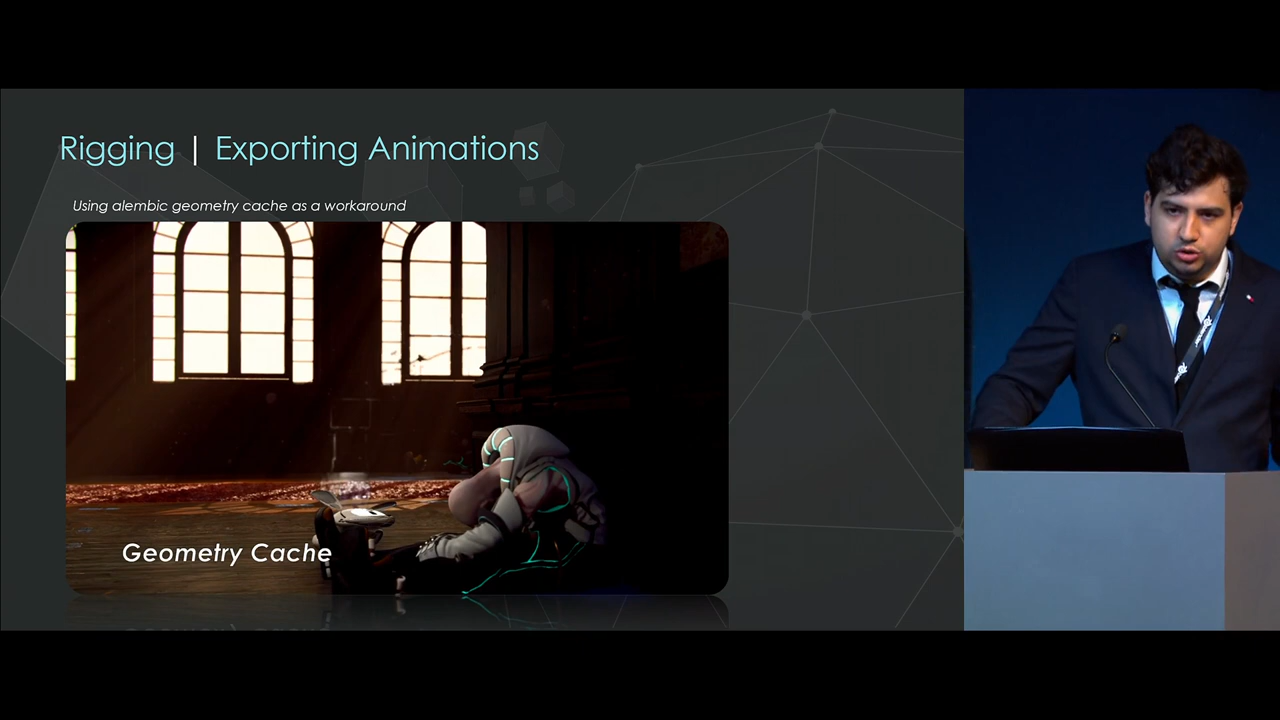 Rigging | Exporting Animations
Using alembic geometry cache as a workaround
Geometry Cache